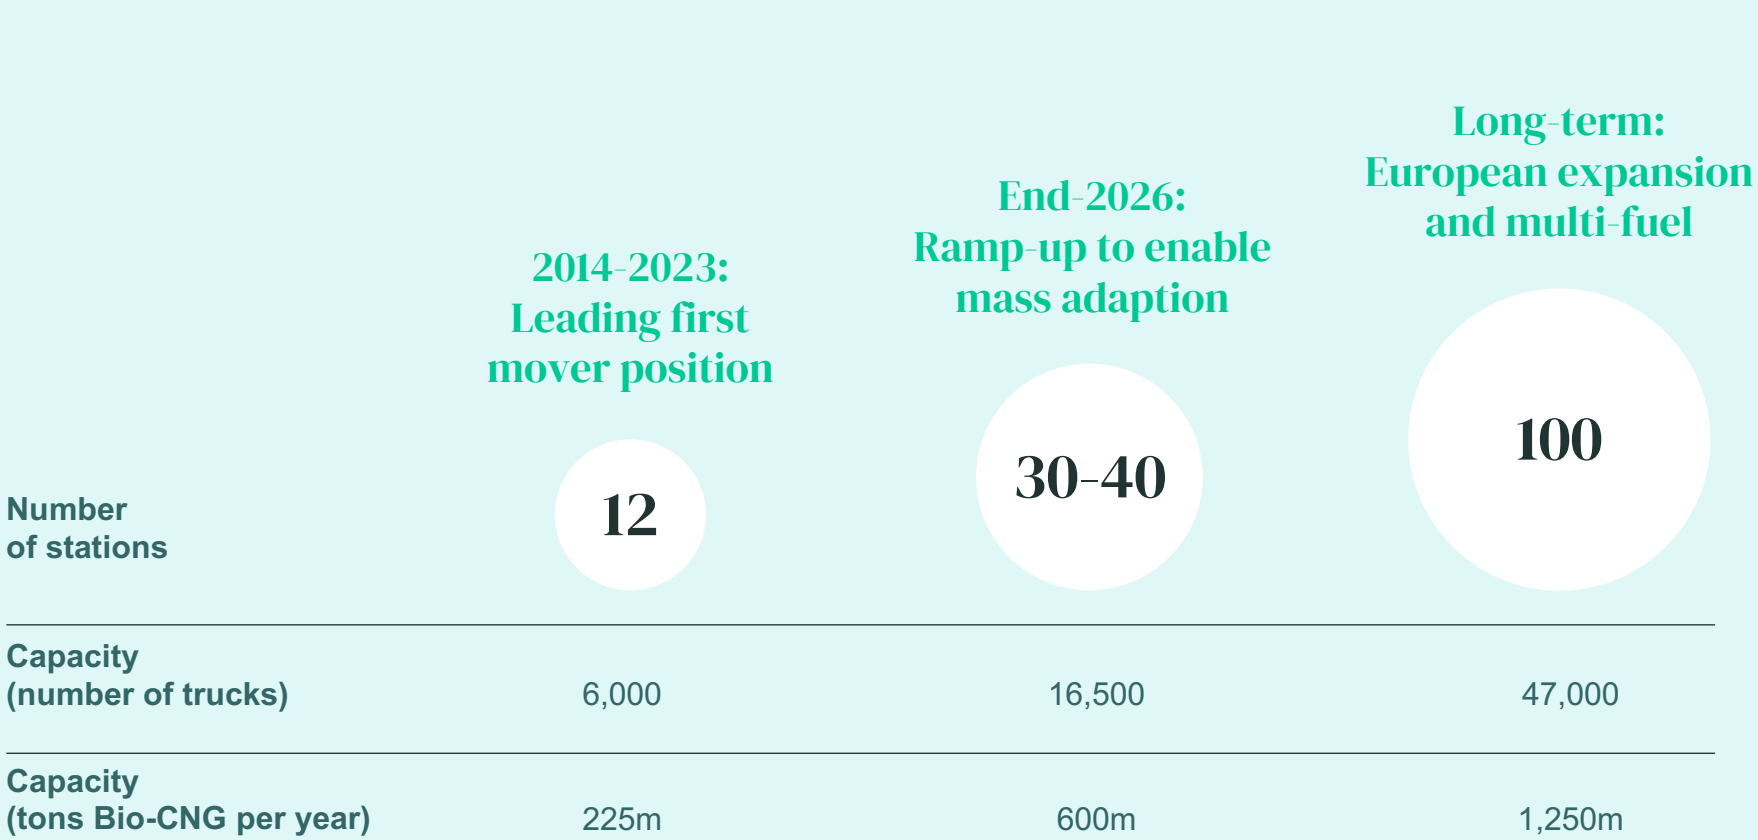 2014-2023:
Leading first
mover position
End-2026:
Ramp-up to enable
mass adaption
Long-term:
European expansion
and multi-fuel
Number
of stations
12
30-40
100
Capacity
(number of trucks)
6,000
16,500
47,000
Capacity
(tons Bio-CNG per year)
225m
600m
1,250m